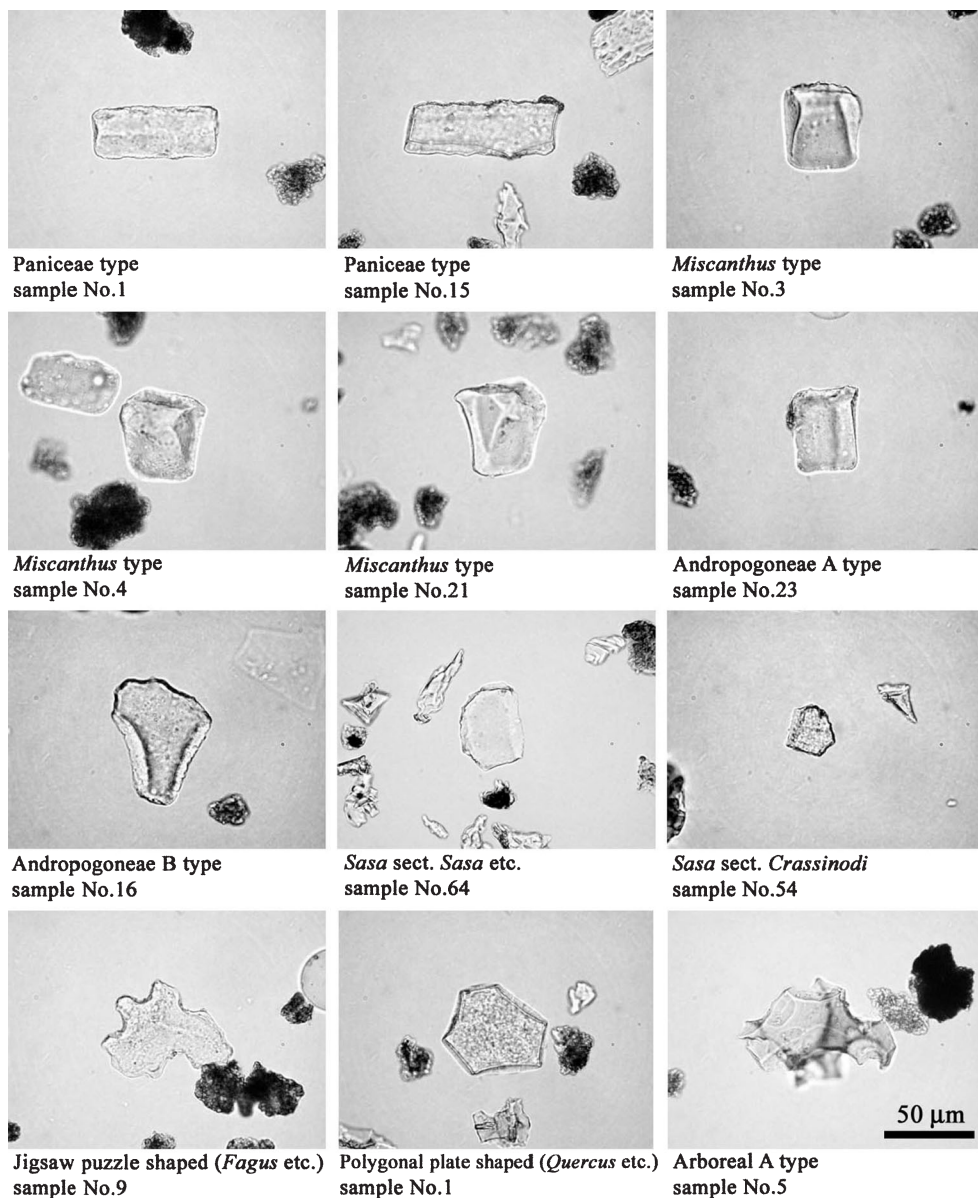 Paniceae type
sample No.1
Paniceae type
sample No.15
Miscanthus type
sample No.3
Miscanthus type
sample No.4
Miscanthus type
sample No.21
Andropogoneae A type
sample No.23
Andropogoneae B type
sample No.16
Sasa sect. Sasa etc.
sample No.64
Sasa sect. Crassinodi
sample No.54
50 µm
Jigsaw puzzle shaped (Fagus etc.)
sample No.9
Polygonal plate shaped (Quercus etc.)
sample No.1
Arboreal A type
sample No.5